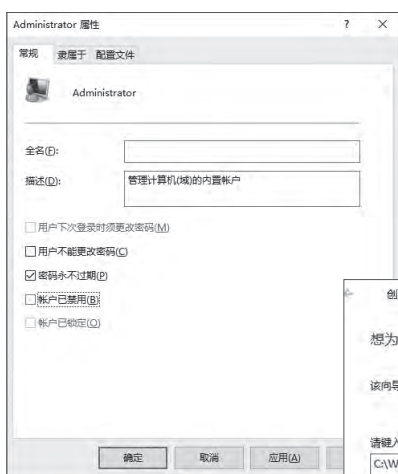 Administrator 属性
? ×
常规 隶属于 配置文件
Administrator
全名(F):
描述(D): 管理计算机(域)的内置帐户
用户下次登录时须更改密码(M)
用户不能更改密码(C)
密码永不过期(P)
帐户已禁用(B)
帐户已锁定(O)
确定 取消 应用(A)
想为
该向导
请键入
C:\W